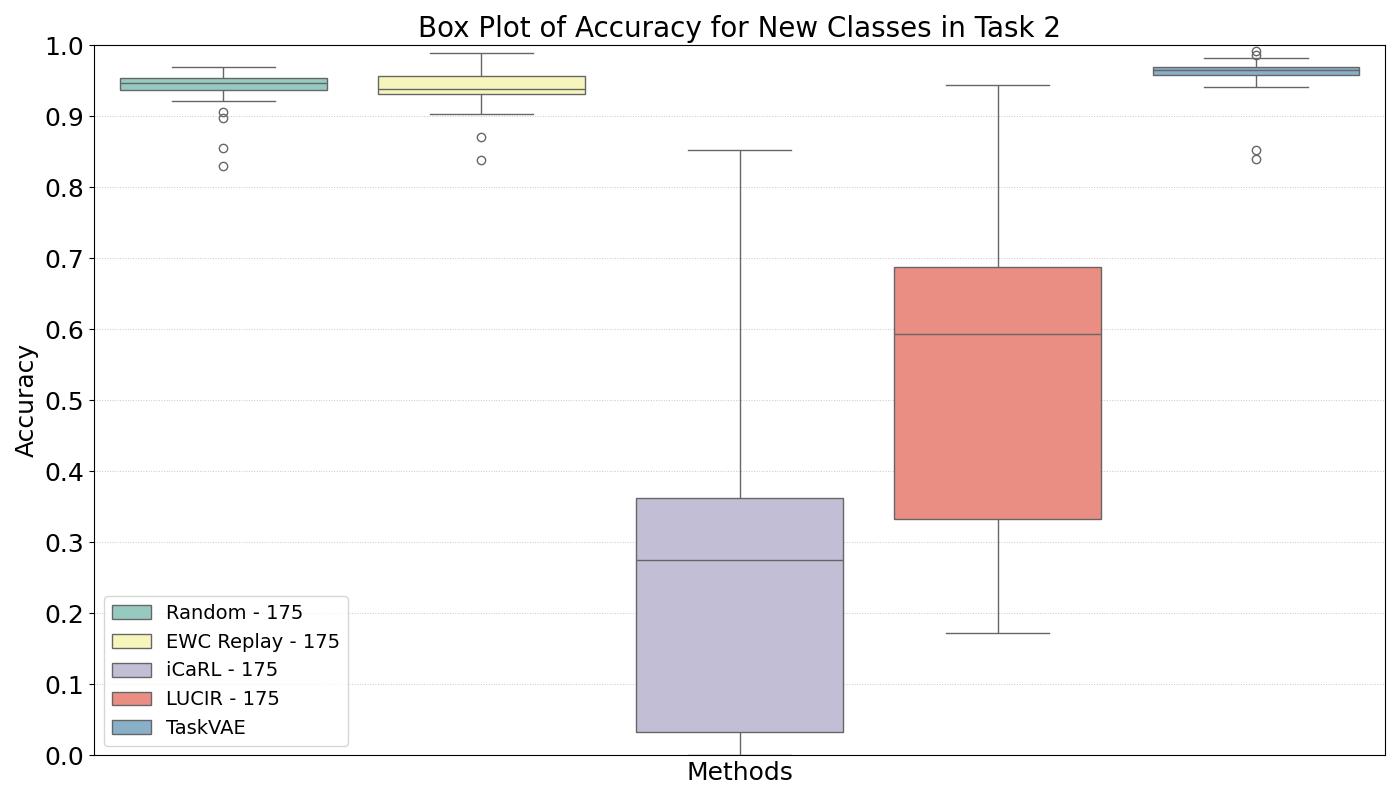 Box Plot of Accuracy for New Classes in Task 2
1.0
0.9
0.8
0.7
0.6
0.5
0.4
0.3
0.2
0.1
0.0
Accuracy
Random - 175
EWC Replay - 175
iCaRL - 175
LUCIR - 175
TaskVAE
Methods